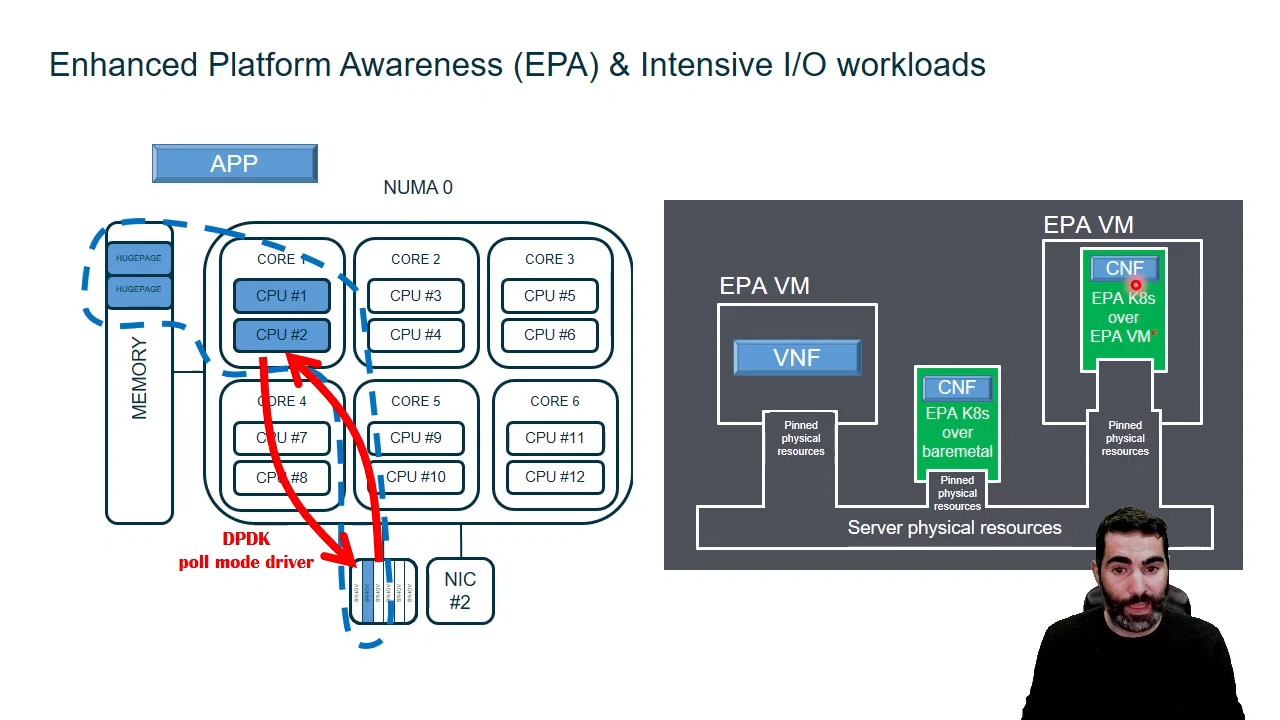 Enhanced Platform Awareness (EPA) & Intensive I/O workloads
APP
NUMA 0
HUGEPAGE
HUGEPAGE
MEMORY
CORE 1
CPU #1
CPU #2
CORE 2
CPU #3
CPU #4
CORE 3
CPU #5
CPU #6
CORE 4
CPU #7
CPU #8
CORE 5
CPU #9
CPU #10
CORE 6
CPU #11
CPU #12
DPDK
poll mode driver
NIC
#2
EPA VM
VNF
Pinned
physical
resources
CNF
EPA K8s
over
baremetal
Pinned
physical
resources
EPA VM
CNF
EPA K8s
over
EPA VM*
Pinned
physical
resources
Server physical resources